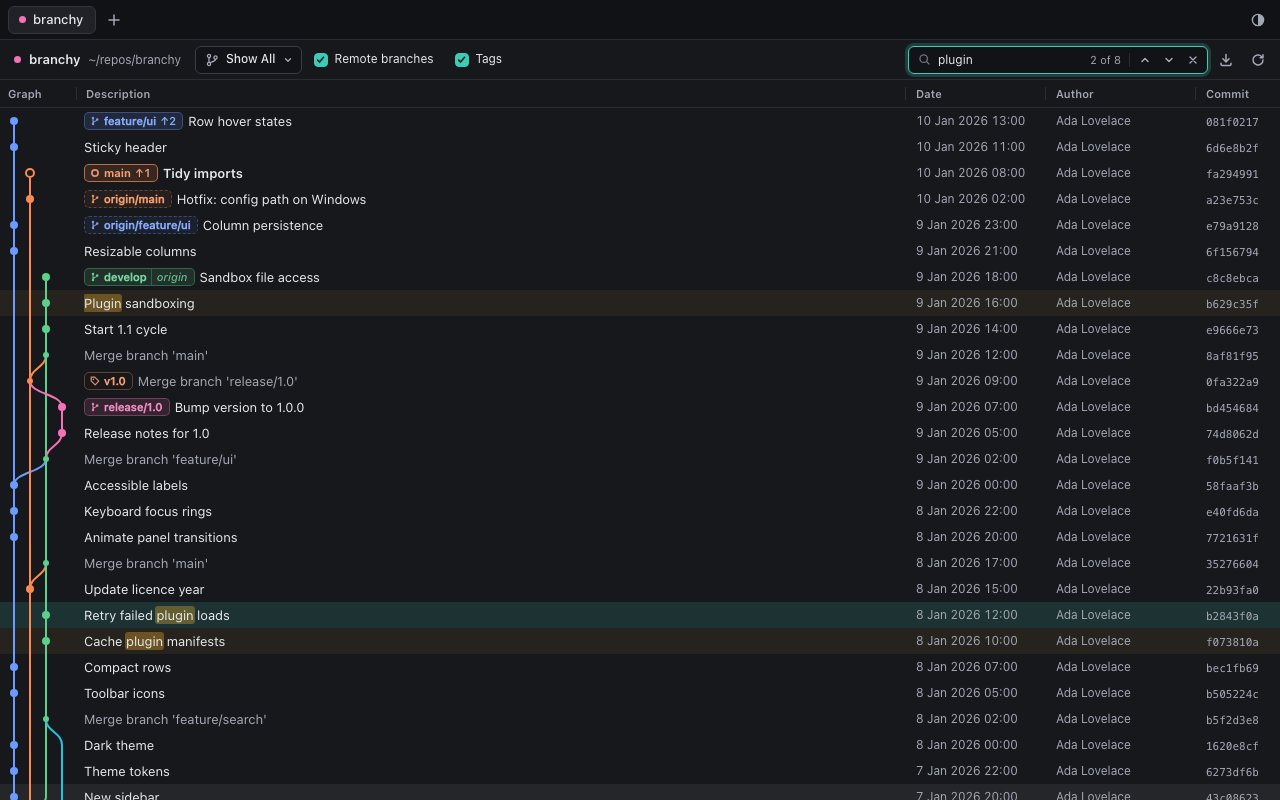 branchy
branchy ~/repos/branchy Show All Remote branches Tags plugin 2 of 8
Graph Description Date Author Commit
feature/ui ↑2 Row hover states 10 Jan 2026 13:00 Ada Lovelace 081f0217
Sticky header 10 Jan 2026 11:00 Ada Lovelace 6d6e8b2f
main ↑1 Tidy imports 10 Jan 2026 08:00 Ada Lovelace fa294991
origin/main Hotfix: config path on Windows 10 Jan 2026 02:00 Ada Lovelace a23e753c
origin/feature/ui Column persistence 9 Jan 2026 23:00 Ada Lovelace e79a9128
Resizable columns 9 Jan 2026 21:00 Ada Lovelace 6f156794
develop origin Sandbox file access 9 Jan 2026 18:00 Ada Lovelace c8c8ebca
Plugin sandboxing 9 Jan 2026 16:00 Ada Lovelace b629c35f
Start 1.1 cycle 9 Jan 2026 14:00 Ada Lovelace e9666e73
Merge branch 'main' 9 Jan 2026 12:00 Ada Lovelace 8af81f95
v1.0 Merge branch 'release/1.0' 9 Jan 2026 09:00 Ada Lovelace 0fa322a9
release/1.0 Bump version to 1.0.0 9 Jan 2026 07:00 Ada Lovelace bd454684
Release notes for 1.0 9 Jan 2026 05:00 Ada Lovelace 74d8062d
Merge branch 'feature/ui' 9 Jan 2026 02:00 Ada Lovelace f0b5f141
Accessible labels 9 Jan 2026 00:00 Ada Lovelace 58faaf3b
Keyboard focus rings 8 Jan 2026 22:00 Ada Lovelace e40fd6da
Animate panel transitions 8 Jan 2026 20:00 Ada Lovelace 7721631f
Merge branch 'main' 8 Jan 2026 17:00 Ada Lovelace 35276604
Update licence year 8 Jan 2026 15:00 Ada Lovelace 22b93fa0
Retry failed plugin loads 8 Jan 2026 12:00 Ada Lovelace b2843f0a
Cache plugin manifests 8 Jan 2026 10:00 Ada Lovelace f073810a
Compact rows 8 Jan 2026 07:00 Ada Lovelace bec1fb69
Toolbar icons 8 Jan 2026 05:00 Ada Lovelace b505224c
Merge branch 'feature/search' 8 Jan 2026 02:00 Ada Lovelace b5f2d3e8
Dark theme 8 Jan 2026 00:00 Ada Lovelace 1620e8cf
Theme tokens 7 Jan 2026 22:00 Ada Lovelace 6273df6b
New sidebar 7 Jan 2026 20:00 Ada Lovelace 43c08623